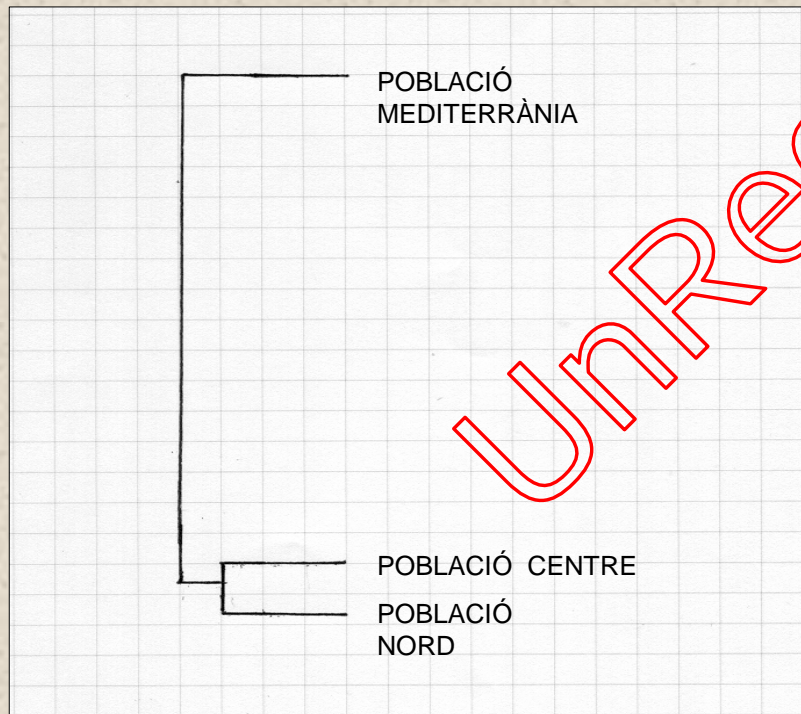 POBLACIÓ
MEDITERRÀNIA
UnRe
POBLACIÓ CENTRE
POBLACIÓ
NORD